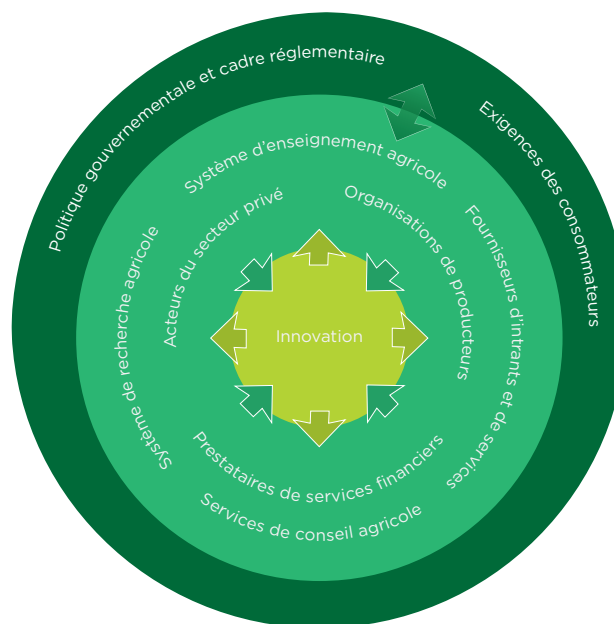 Politique gouvernementale et cadre réglementaire
Exigences des consommateurs
Système d'enseignement agricole
Fournisseurs d'intrants et de services
Système de recherche agricole
Services de conseil agricole
Acteurs du secteur privé
Organisations de producteurs
Prestataires de services financiers
Innovation